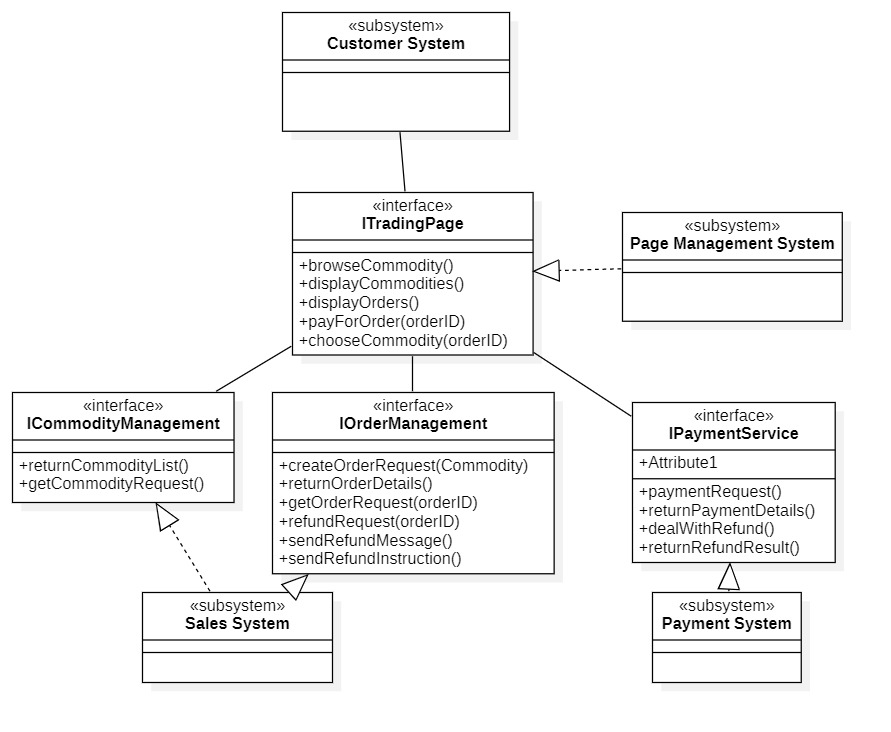 «subsystem»
Customer System
«interface»
ITradingPage
+browseCommodity()
+displayCommodities()
+displayOrders()
+payForOrder(orderID)
+chooseCommodity(orderID)
«subsystem»
Page Management System
«interface»
ICommodityManagement
+returnCommodityList()
+getCommodityRequest()
«interface»
IOrderManagement
+createOrderRequest(Commodity)
+returnOrderDetails()
+getOrderRequest(orderID)
+refundRequest(orderID)
+sendRefundMessage()
+sendRefundInstruction()
«interface»
IPaymentService
+Attribute1
+paymentRequest()
+returnPaymentDetails()
+dealWithRefund()
+returnRefundResult()
«subsystem»
Sales System
«subsystem»
Payment System